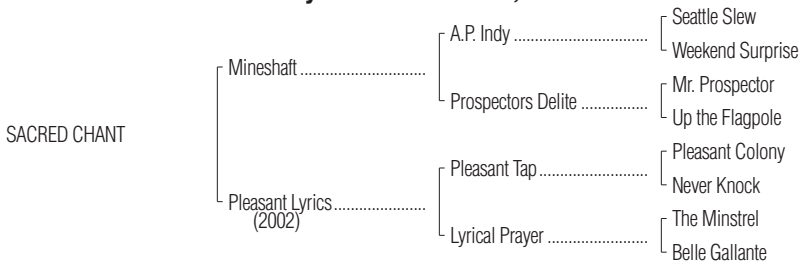 Seattle Slew
A.P. Indy ....................................
Weekend Surprise
Mineshaft .................................
Mr. Prospector
Prospectors Delite ..................
Up the Flagpole
SACRED CHANT
Pleasant Colony
Pleasant Tap.............................
Never Knock
Pleasant Lyrics........................
(2002)
The Minstrel
Lyrical Prayer ...........................
Belle Gallante